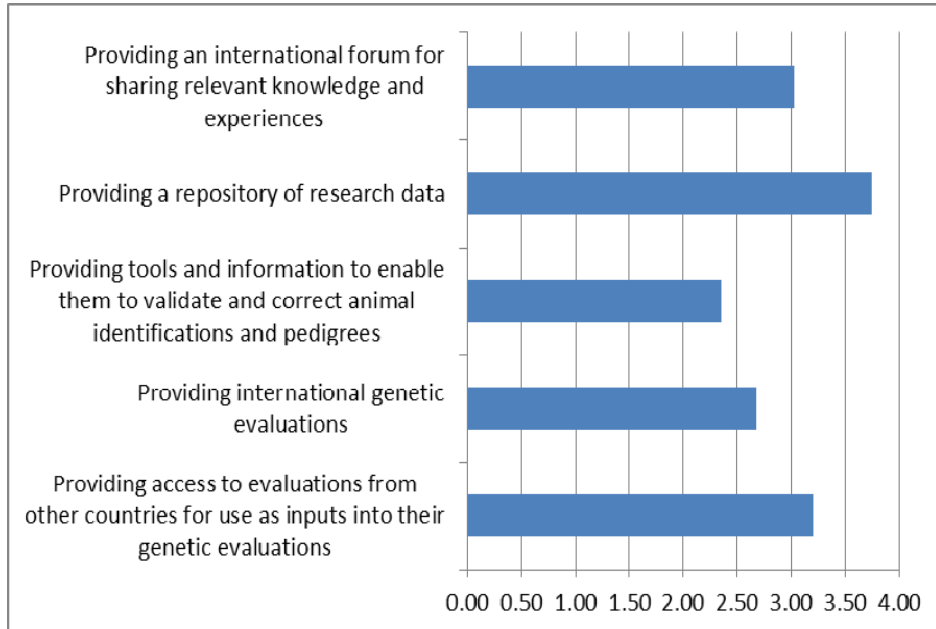 Providing an international forum for
sharing relevant knowledge and
experiences
Providing a repository of research data
Providing tools and information to enable
them to validate and correct animal
identifications and pedigrees
Providing international genetic
evaluations
Providing access to evaluations from
other countries for use as inputs into their
genetic evaluations
0.00 0.50 1.00 1.50 2.00 2.50 3.00 3.50 4.00